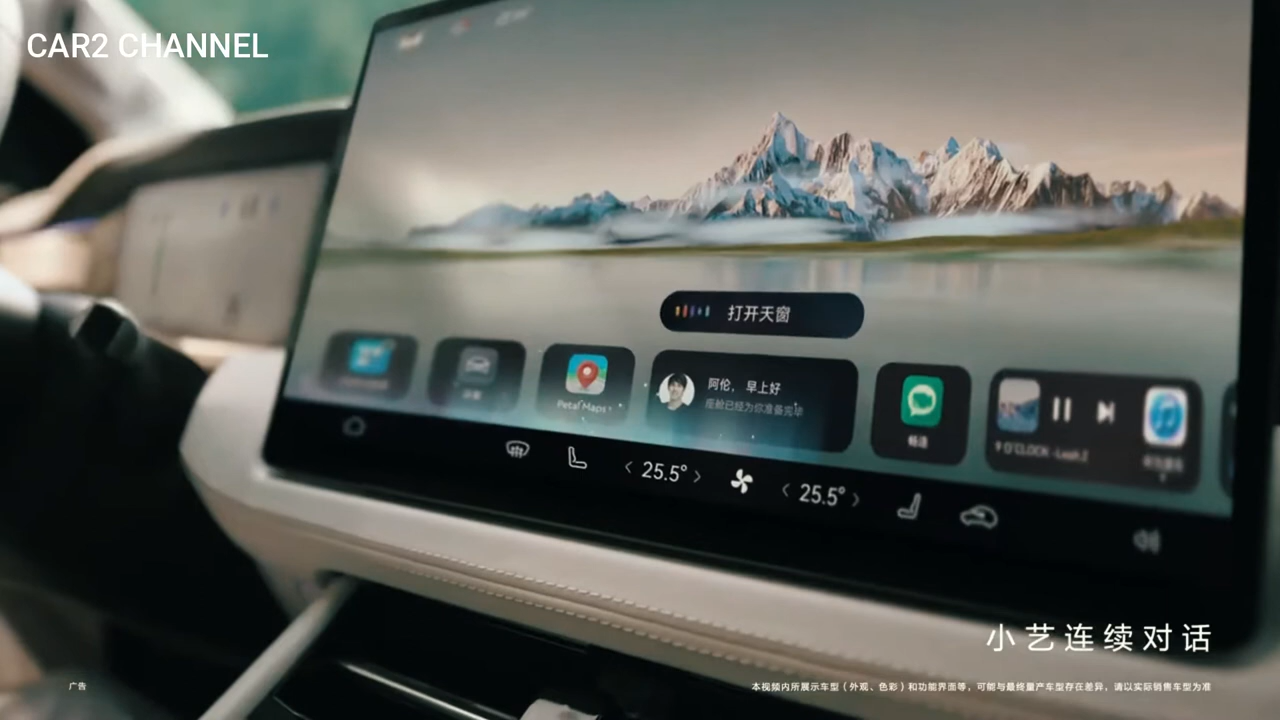 CAR2 CHANNEL
打开天窗
阿伦，早上好
座舱已经为你准备完毕
Petal Maps
畅连
9 O'CLOCK - Leah Z
25.5°
25.5°
小艺连续对话
广告
本视频内所展示车型（外观、色彩）和功能界面等，可能与最终量产车型存在差异，请以实际销售车型为准